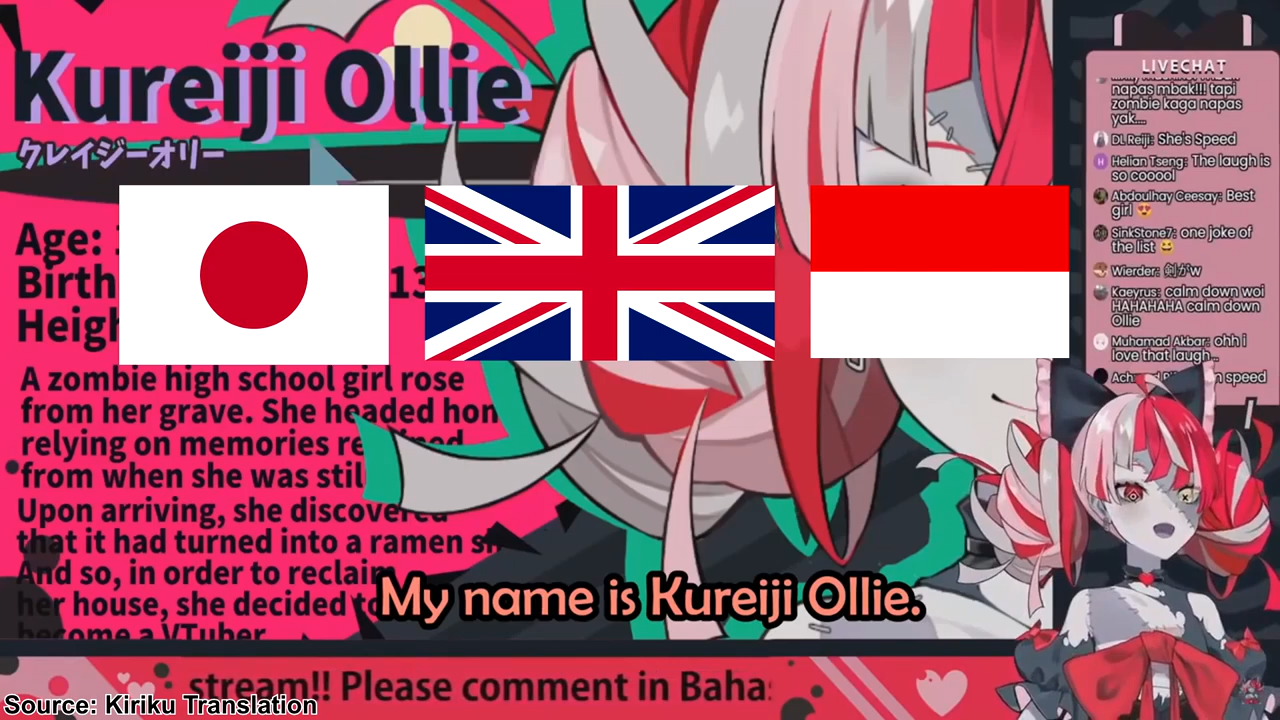 Kureiji Ollie
クレイジーオリー
Age:
Birth
13
Heigh
A zombie high school girl rose
from her grave. She headed hom
relying on memories
from when she was still
Upon arriving, she discovered
that it had turned into a ramen
And so, in order to reclaim
her house, she decided to
become a VTuber
My name is Kureiji Ollie.
stream!! Please comment in Baha
Source: Kiriku Translation
LIVECHAT
napas mbak!!! tapi
zombie kaga napas
yak....
DL Reiji: She's Speed
Helian Tseng: The laugh is
so cooool
Abdoulhay Ceesay: Best
girl 😍
SinkStone7: one joke of
the list 😆
Wierder: 剣がw
Kaeyrus: calm down woi
HAHAHAHA calm down
Ollie
Muhamad Akbar: ohh i
love that laugh..
speed